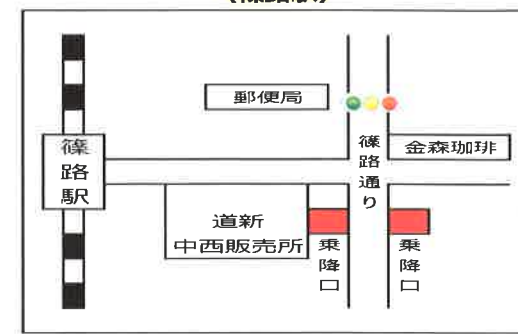 郵便局
篠路駅
篠路通り
金森珈琲
道新
中西販売所
乗降口
乗降口